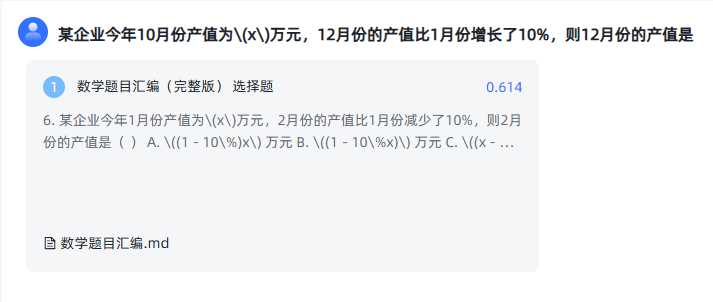 某企业今年10月份产值为\(x\)万元，12月份的产值比1月份增长了10%，则12月份的产值是
1 数学题目汇编（完整版） 选择题 0.614
6. 某企业今年1月份产值为\(x\)万元，2月份的产值比1月份减少了10%，则2月
份的产值是（ ） A. \((1 - 10\%)x\) 万元 B. \((1 - 10\%x)\) 万元 C. \((x - …
数学题目汇编.md